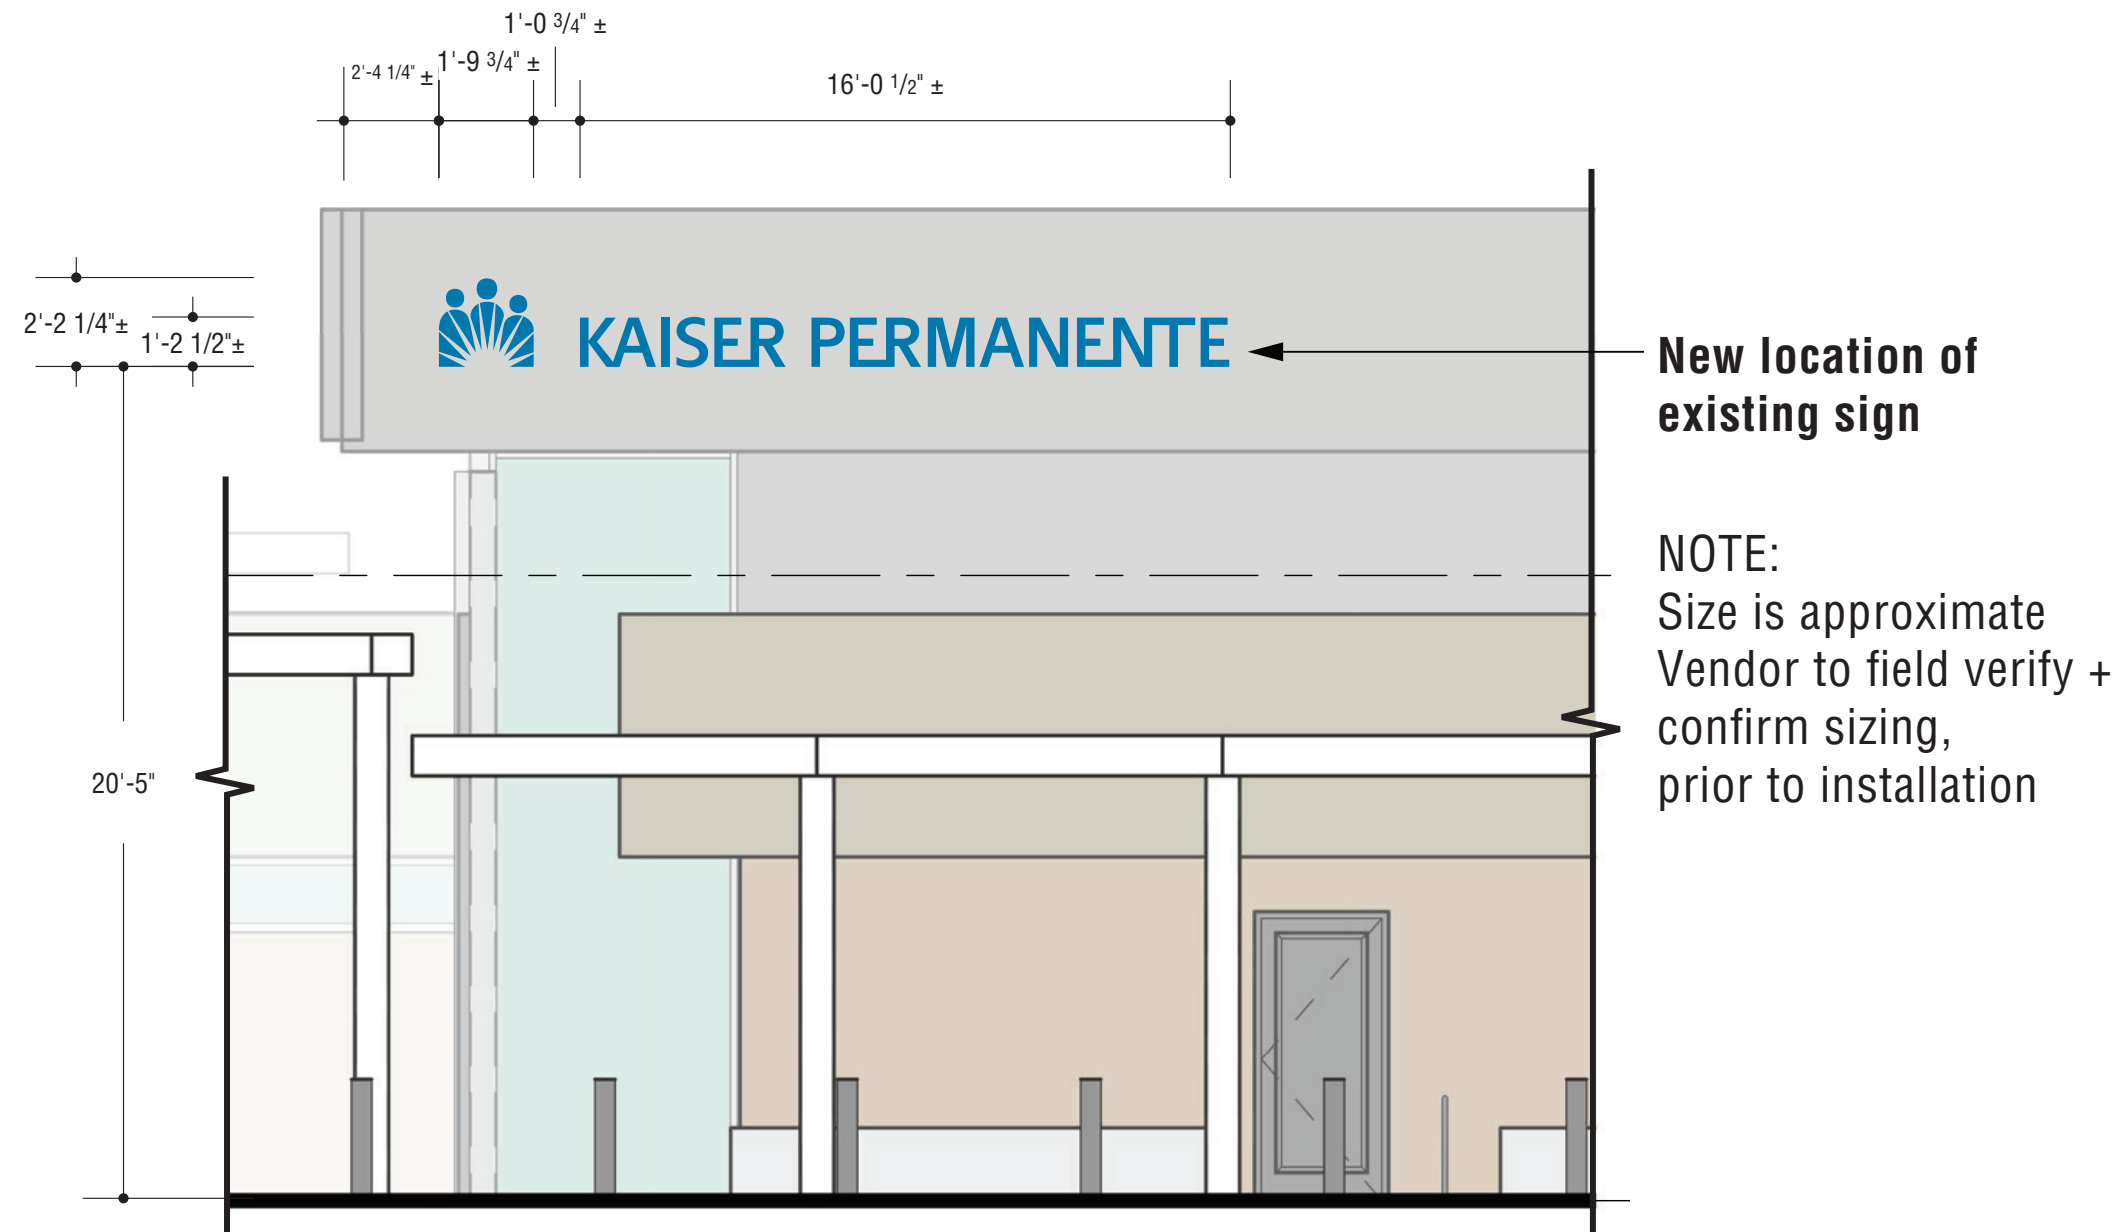 1'-0 3/4" ±
2'-4 1/4" ±
1'-9 3/4" ±
16'-0 1/2" ±
2'-2 1/4"±
1'-2 1/2"±
KAISER PERMANENTE
New location of
existing sign
NOTE:
Size is approximate
Vendor to field verify +
confirm sizing,
prior to installation
20'-5"